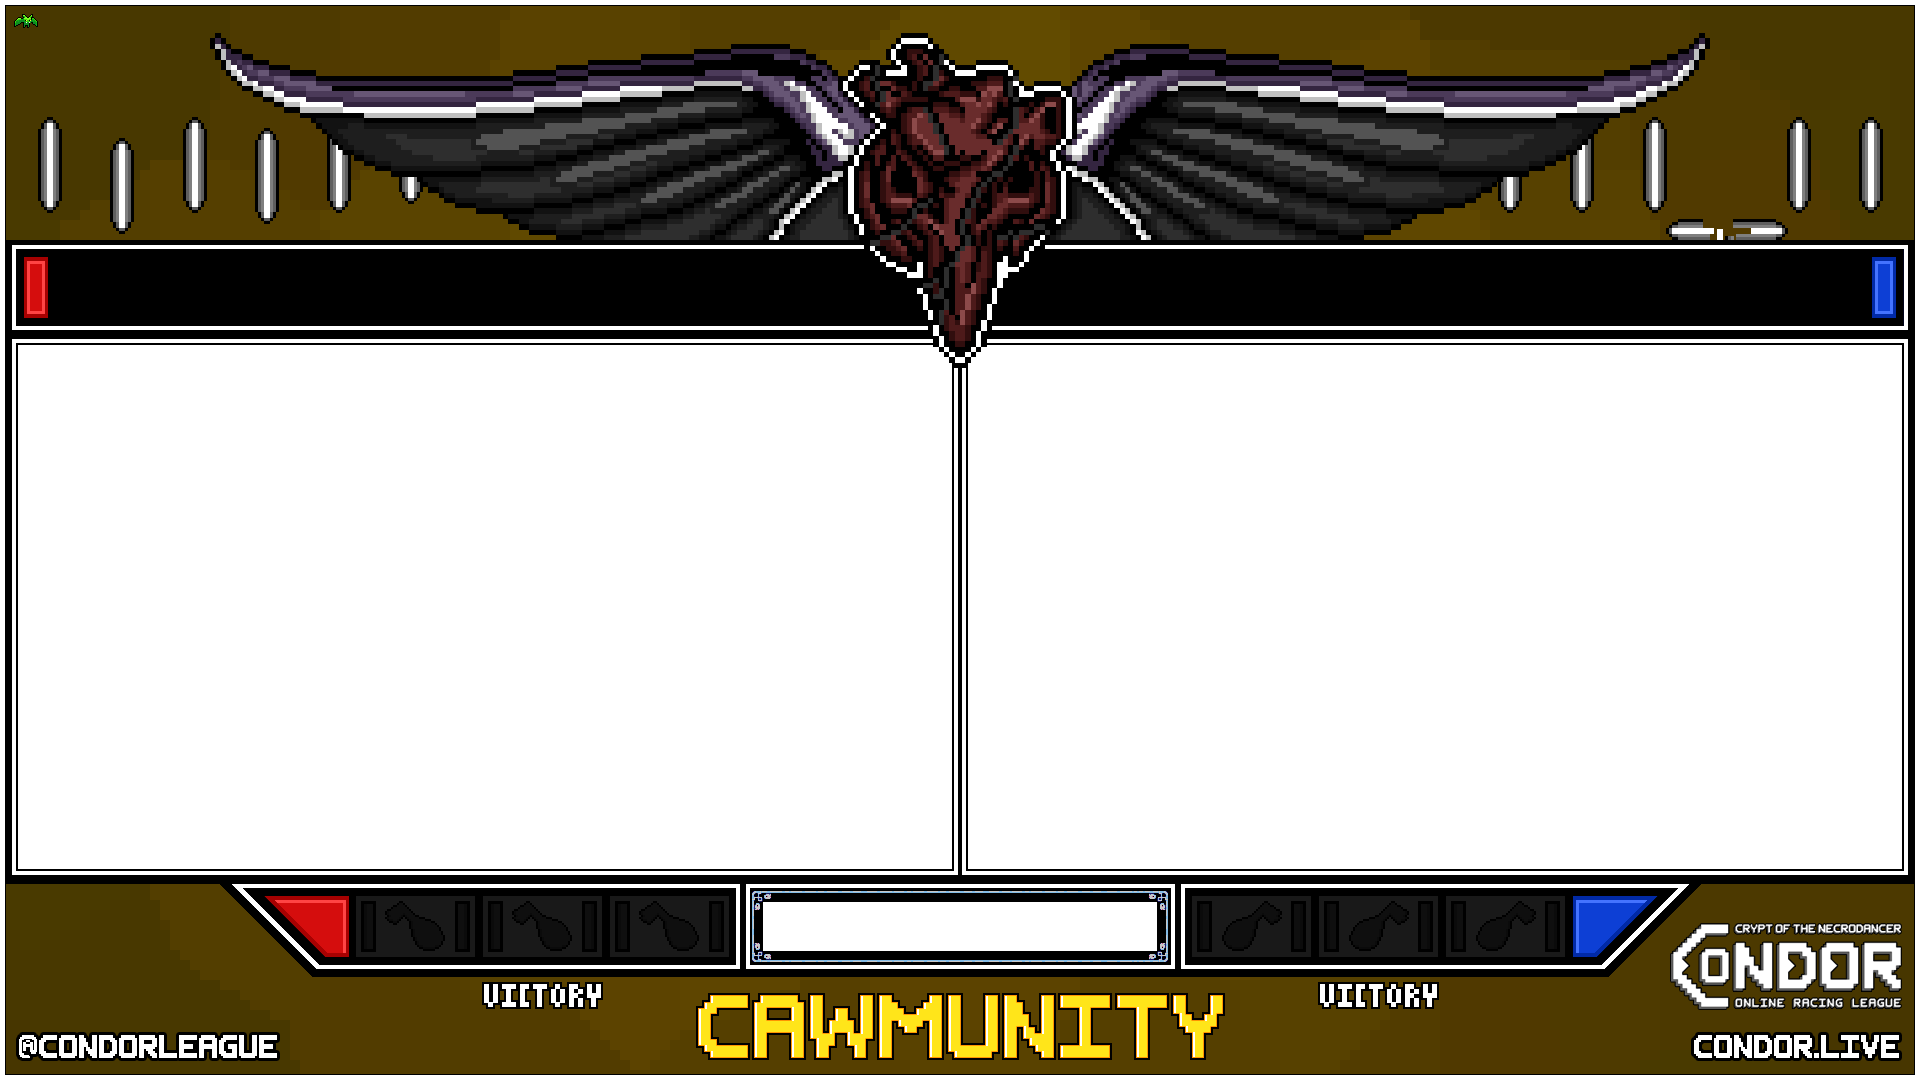 VICTORY
VICTORY
CAWMUNITY
@CONDORLEAGUE
CRYPT OF THE NECRODANCER
CONDOR
ONLINE RACING LEAGUE
CONDOR.LIVE